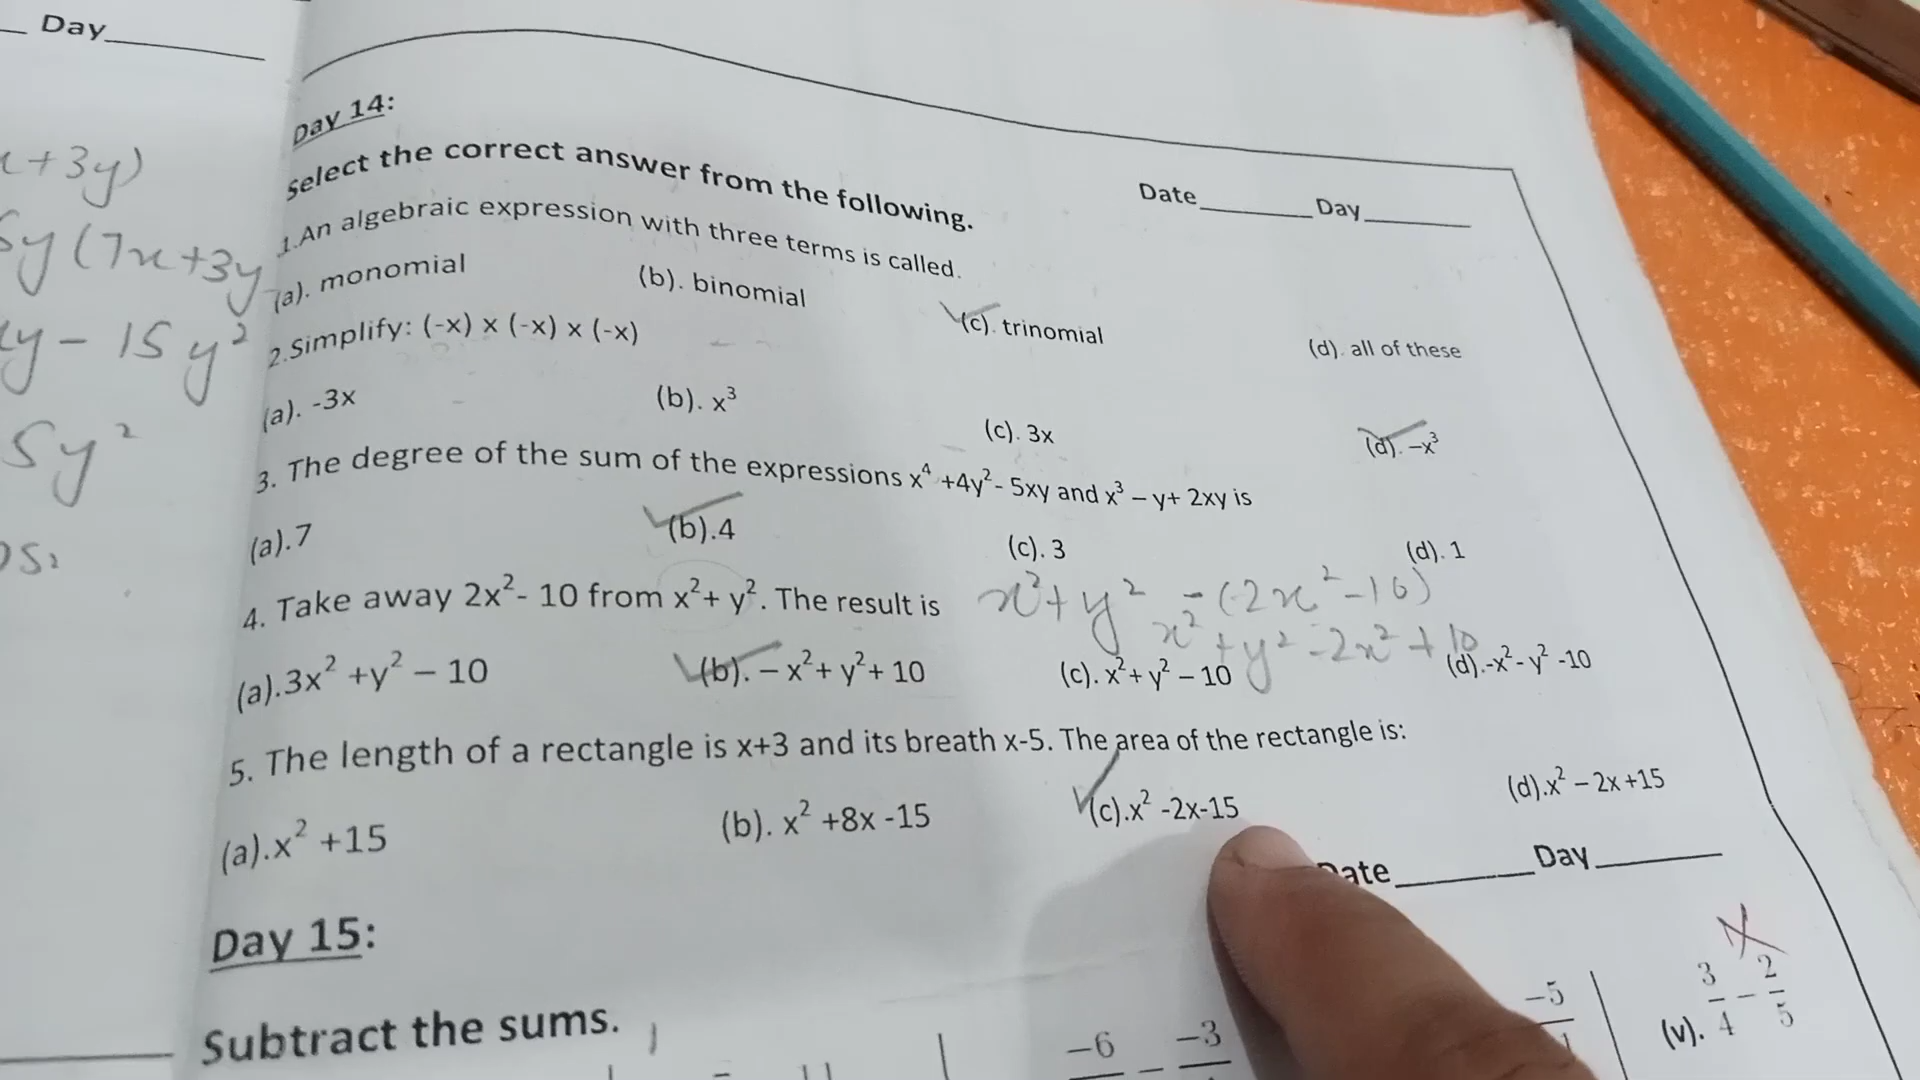 Day
x+3y)
5y(7x+3y
y - 15y²
5y²
Day 14:
Select the correct answer from the following.
Date Day
1.An algebraic expression with three terms is called.
(a). monomial (b). binomial (c). trinomial (d). all of these
2.Simplify: (-x) x (-x) x (-x)
(a). -3x (b). x³ (c). 3x (d). –x³
3. The degree of the sum of the expressions x⁴ +4y²- 5xy and x³ – y+ 2xy is
(a).7 (b).4 (c). 3 (d). 1
4. Take away 2x²- 10 from x²+ y². The result is
x²+y² -(2x²-10)
x²+y²-2x²+10
(a).3x² +y² – 10 (b). – x²+ y²+ 10 (c). x²+ y² – 10 (d).-x²- y² -10
5. The length of a rectangle is x+3 and its breath x-5. The area of the rectangle is:
(a).x² +15 (b). x² +8x -15 (c).x² -2x-15 (d).x² – 2x +15
Date Day
Day 15:
Subtract the sums.
-6 - -3
-5
(v). 3/4 - 2/5